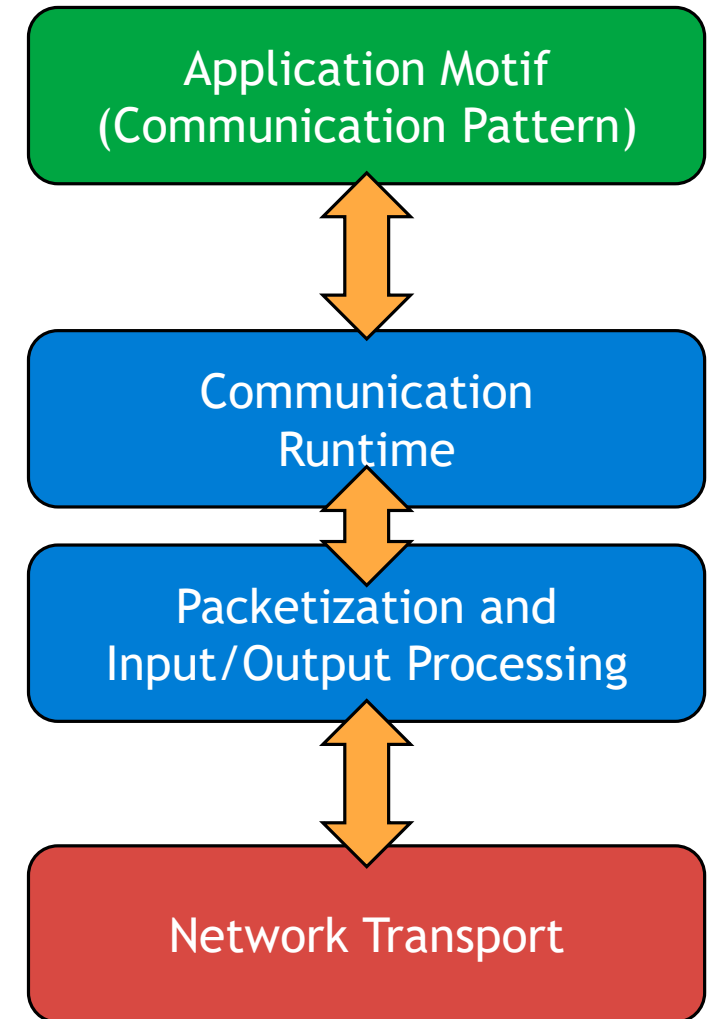 Application Motif
(Communication Pattern)
Communication
Runtime
Packetization and
Input/Output Processing
Network Transport